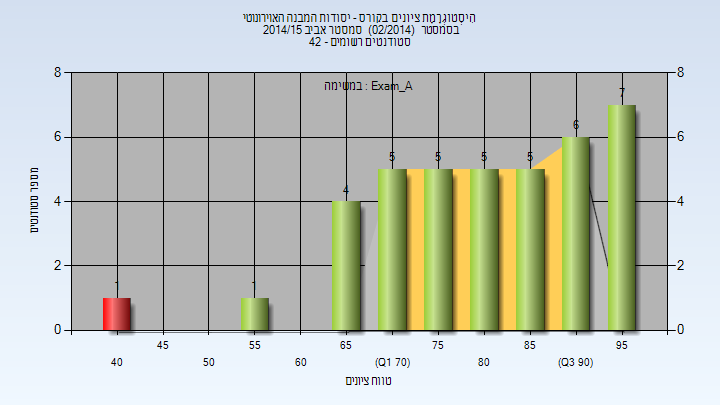 הִיסְטוֹגְרָמַת ציונים בקורס - יסודות המבנה האוירונוטי
בסמסטר (02/2014) סמסטר אביב 2014/15
סטודנטים רשומים - 42
במשימה : Exam_A
מספר סטודנטים
8 6 4 2 0
8 6 4 2 0
1 1 4 5 5 5 5 6 7
40 45 50 55 60 65 (Q1 70) 75 80 85 (Q3 90) 95
טווח ציונים